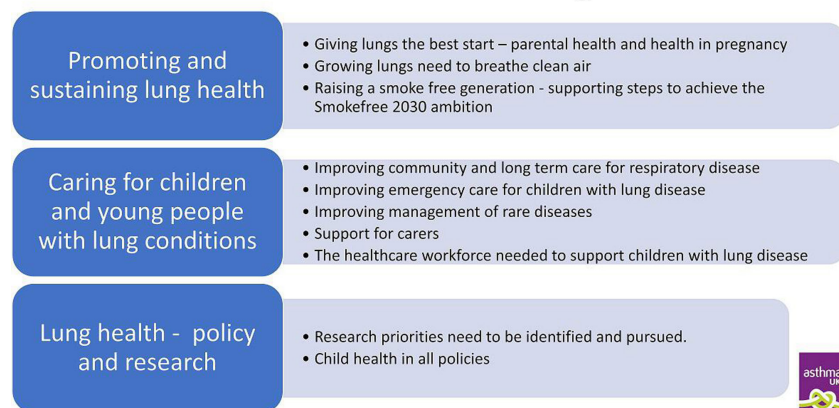 Promoting and
sustaining lung health
• Giving lungs the best start – parental health and health in pregnancy
• Growing lungs need to breathe clean air
• Raising a smoke free generation - supporting steps to achieve the
Smokefree 2030 ambition
Caring for children
and young people
with lung conditions
• Improving community and long term care for respiratory disease
• Improving emergency care for children with lung disease
• Improving management of rare diseases
• Support for carers
• The healthcare workforce needed to support children with lung disease
Lung health - policy
and research
• Research priorities need to be identified and pursued.
• Child health in all policies
asthma
UK